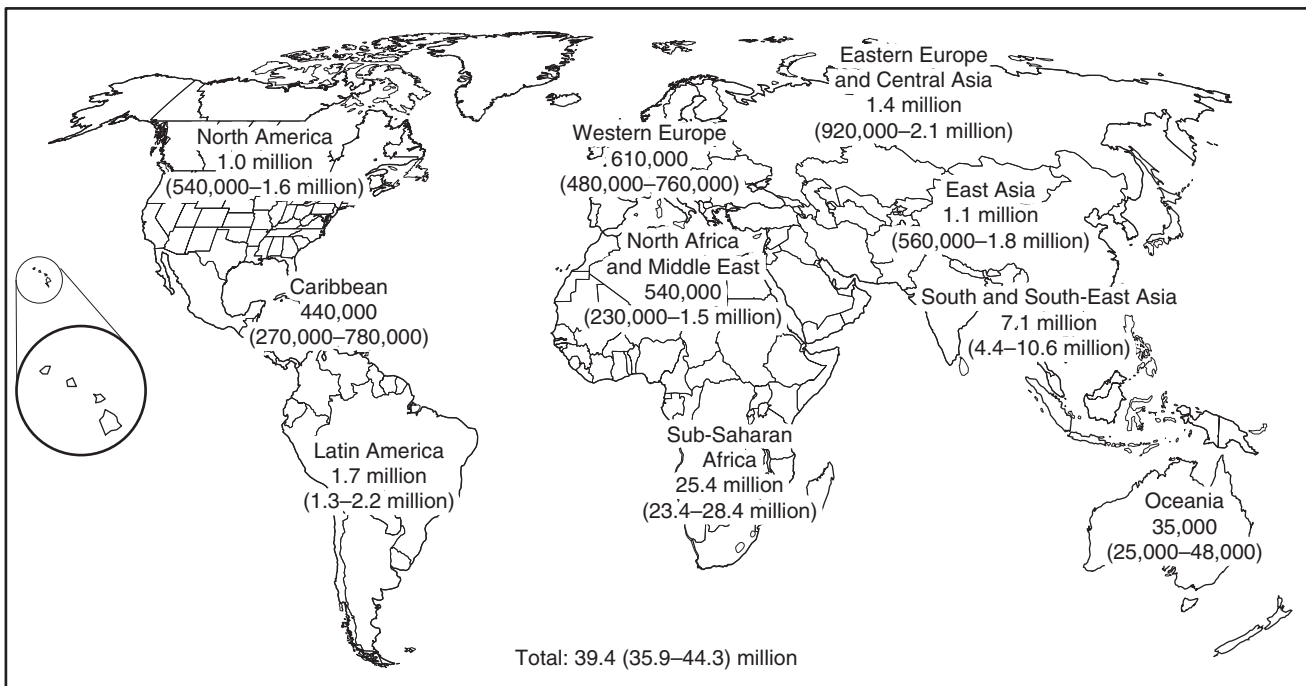 Eastern Europe
and Central Asia
1.4 million
(920,000–2.1 million)
North America
1.0 million
(540,000–1.6 million)
Western Europe
610,000
(480,000–760,000)
East Asia
1.1 million
(560,000–1.8 million)
North Africa
and Middle East
540,000
(230,000–1.5 million)
Caribbean
440,000
(270,000–780,000)
South and South-East Asia
7.1 million
(4.4–10.6 million)
Latin America
1.7 million
(1.3–2.2 million)
Sub-Saharan
Africa
25.4 million
(23.4–28.4 million)
Oceania
35,000
(25,000–48,000)
Total: 39.4 (35.9–44.3) million